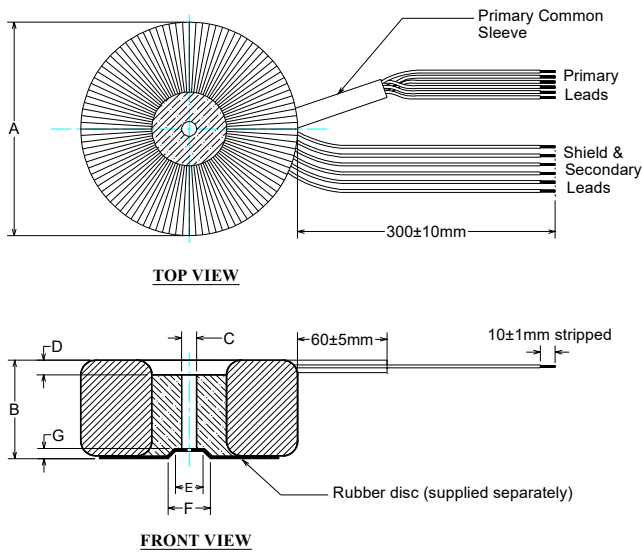 Primary Common
Sleeve
Primary
Leads
A
Shield &
Secondary
Leads
300±10mm
TOP VIEW
D
C
60±5mm
10±1mm stripped
B
G
E
F
Rubber disc (supplied separately)
FRONT VIEW